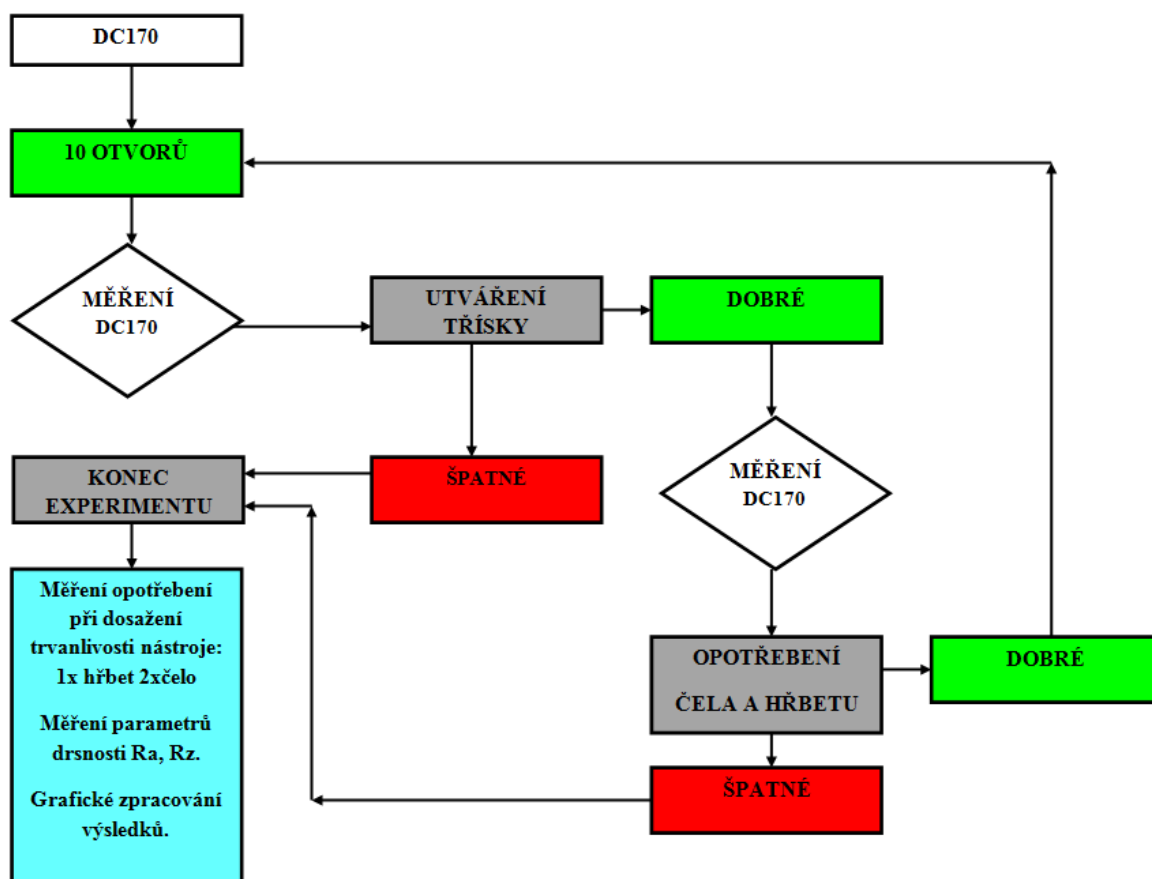 DC170
10 OTVORŮ
MĚŘENÍ
DC170
UTVÁŘENÍ
TŘÍSKY
DOBRÉ
KONEC
EXPERIMENTU
ŠPATNÉ
MĚŘENÍ
DC170
Měření opotřebení
při dosažení
trvanlivosti nástroje:
1x hřbet 2xčelo
Měření parametrů
drsnosti Ra, Rz.
Grafické zpracování
výsledků.
OPOTŘEBENÍ
ČELA A HŘBETU
DOBRÉ
ŠPATNÉ